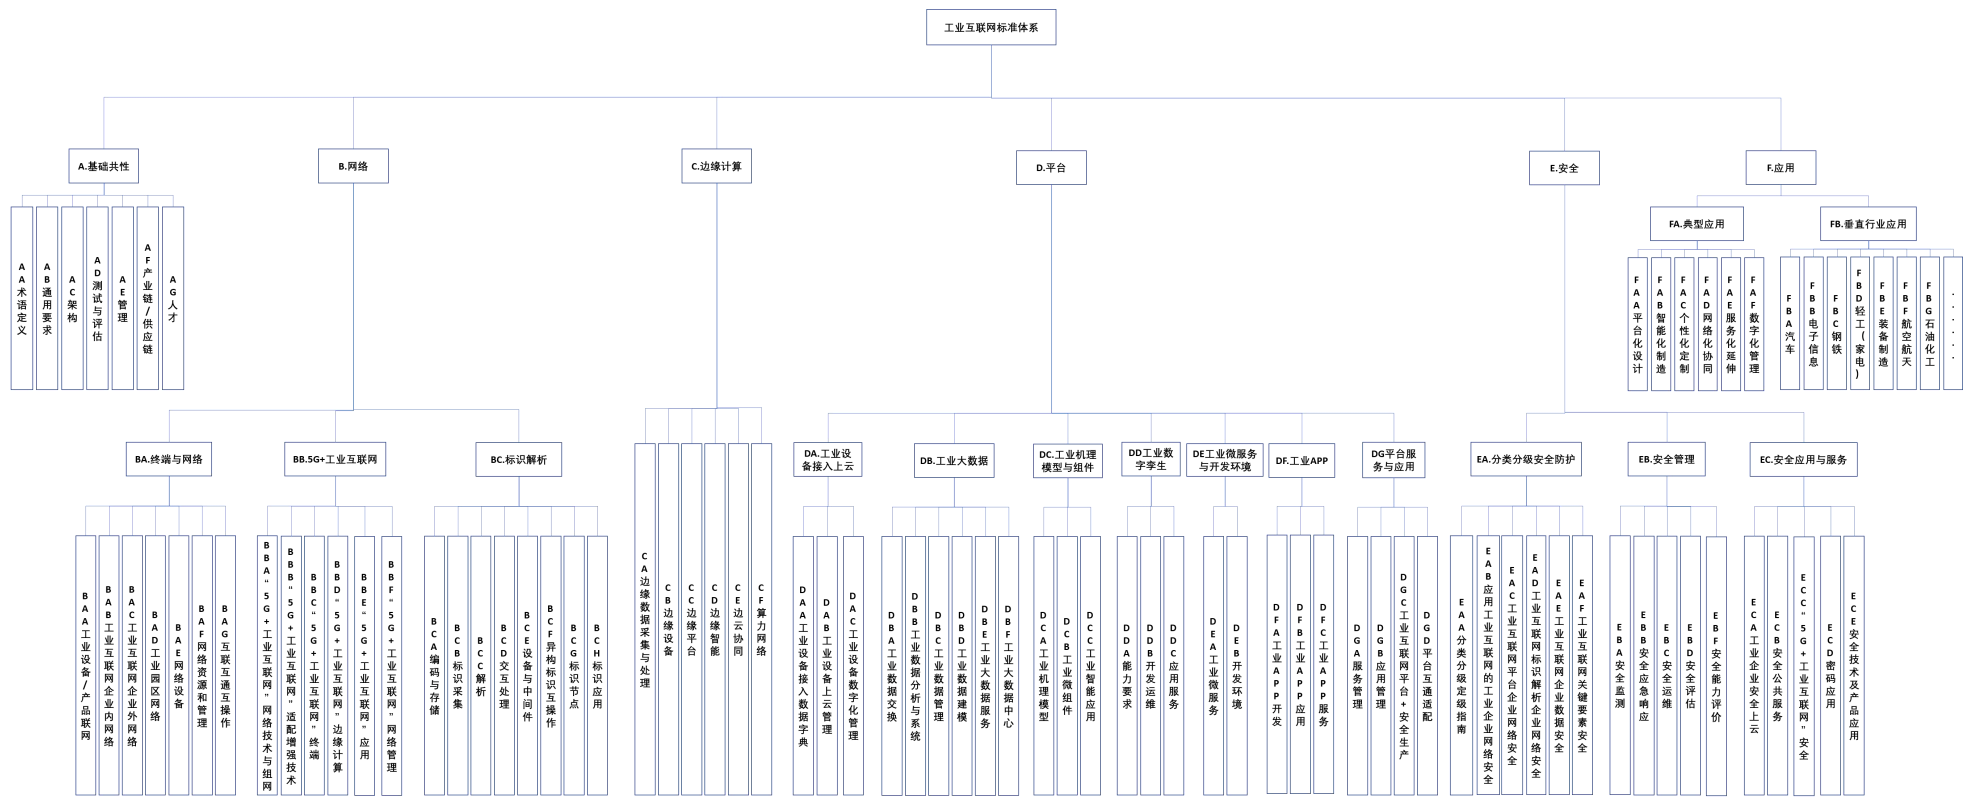 工业互联网标准体系
A.基础共性
B.网络
C.边缘计算
D.平台
E.安全
F.应用
AA术语定义
AB通用要求
AC架构
AD测试与评估
AE管理
AF产业链/供应链
AG人才
FA.典型应用
FB.垂直行业应用
FAA平台化设计
FAB智能化制造
FAC个性化定制
FAD网络化协同
FAE服务化延伸
FAF数字化管理
FBA汽车
FBB电子信息
FBC钢铁
FBD轻工（家电）
FBE装备制造
FBF航空航天
FBG石油化工
......
BA.终端与网络
BB.5G+工业互联网
BC.标识解析
DA.工业设
备接入上云
DB.工业大数据
DC.工业机理
模型与组件
DD工业数
字孪生
DE工业微服务
与开发环境
DF.工业APP
DG平台服
务与应用
EA.分类分级安全防护
EB.安全管理
EC.安全应用与服务
BAA工业设备/产品联网
BAB工业互联网企业内网络
BAC工业互联网企业外网络
BAD工业园区网络
BAE网络设备
BAF网络资源和管理
BAG互联互通互操作
BBA“5G+工业互联网”网络技术与组网
BBB“5G+工业互联网”适配增强技术
BBC“5G+工业互联网”终端
BBD“5G+工业互联网”边缘计算
BBE“5G+工业互联网”应用
BBF“5G+工业互联网”网络管理
BCA编码与存储
BCB标识采集
BCC解析
BCD交互处理
BCE设备与中间件
BCF异构标识互操作
BCG标识节点
BCH标识应用
CA边缘数据采集与处理
CB边缘设备
CC边缘平台
CD边缘智能
CE边云协同
CF算力网络
DAA工业设备接入数据字典
DAB工业设备上云管理
DAC工业设备数字化管理
DBA工业数据交换
DBB工业数据分析与系统
DBC工业数据管理
DBD工业数据建模
DBE工业大数据服务
DBF工业大数据中心
DCA工业机理模型
DCB工业微组件
DCC工业智能应用
DDA能力要求
DDB开发运维
DDC应用服务
DEA工业微服务
DEB开发环境
DFA工业APP开发
DFB工业APP应用
DFC工业APP服务
DGA服务管理
DGB应用管理
DGC工业互联网平台+安全生产
DGD平台互通适配
EAA分类分级定级指南
EAB应用工业互联网的工业企业网络安全
EAC工业互联网平台企业网络安全
EAD工业互联网标识解析企业网络安全
EAE工业互联网企业数据安全
EAF工业互联网关键要素安全
EBA安全监测
EBB安全应急响应
EBC安全运维
EBD安全评估
EBF安全能力评价
ECA工业企业安全上云
ECB安全公共服务
ECC“5G+工业互联网”安全
ECD密码应用
ECE安全技术及产品应用